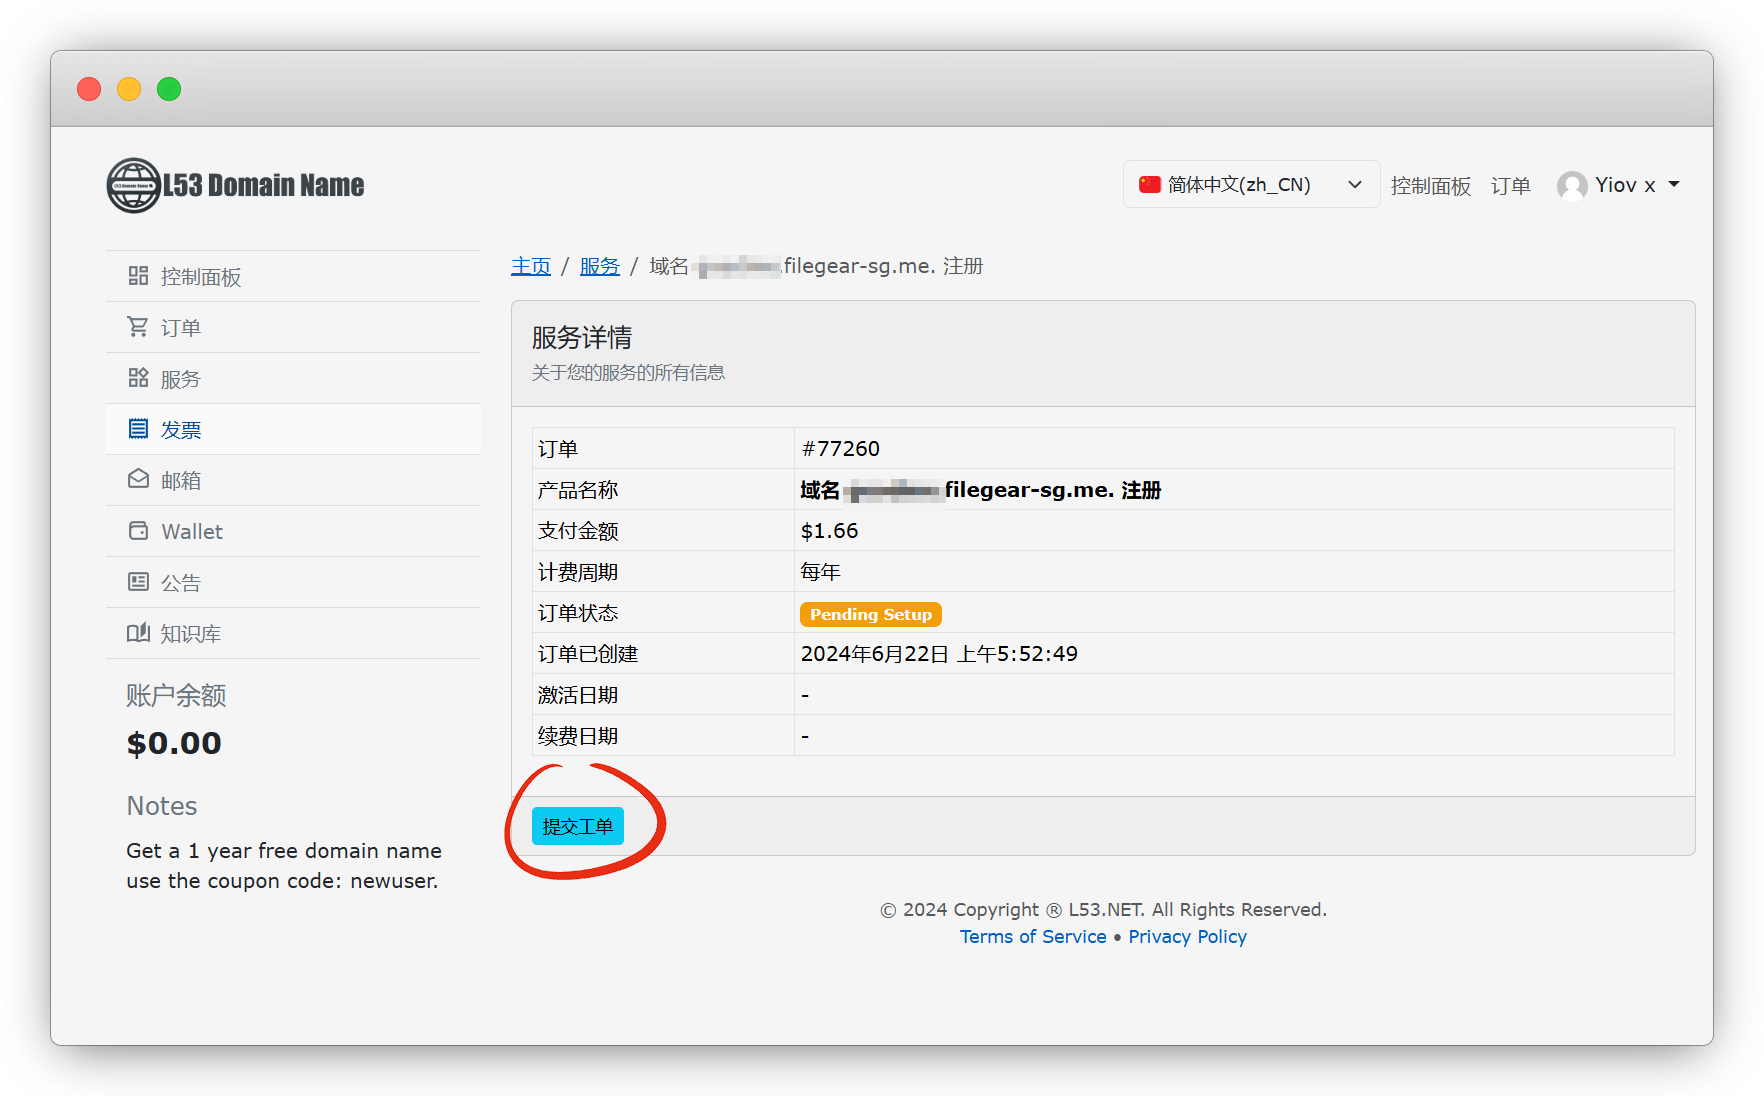 L53 Domain Name
简体中文(zh_CN)
控制面板
订单
Yiov x
控制面板
订单
服务
发票
邮箱
Wallet
公告
知识库
账户余额
$0.00
Notes
Get a 1 year free domain name
use the coupon code: newuser.
主页 / 服务 / 域名 .filegear-sg.me. 注册
服务详情
关于您的服务的所有信息
订单 #77260
产品名称 域名 filegear-sg.me. 注册
支付金额 $1.66
计费周期 每年
订单状态 Pending Setup
订单已创建 2024年6月22日 上午5:52:49
激活日期 -
续费日期 -
提交工单
© 2024 Copyright ® L53.NET. All Rights Reserved.
Terms of Service • Privacy Policy